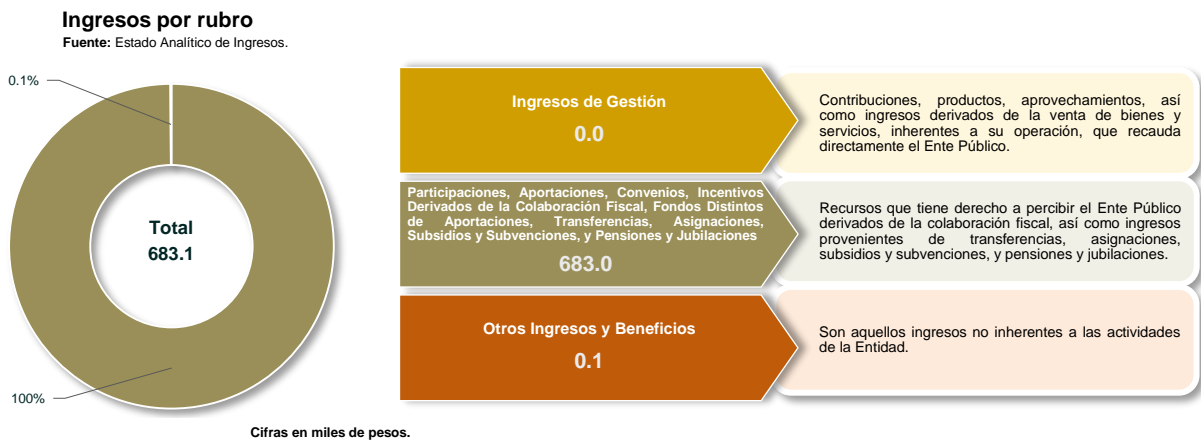 Ingresos por rubro
Fuente: Estado Analítico de Ingresos.
0.1%
Total
683.1
100%
Ingresos de Gestión
0.0
Contribuciones, productos, aprovechamientos, así
como ingresos derivados de la venta de bienes y
servicios, inherentes a su operación, que recauda
directamente el Ente Público.
Participaciones, Aportaciones, Convenios, Incentivos
Derivados de la Colaboración Fiscal, Fondos Distintos
de Aportaciones, Transferencias, Asignaciones,
Subsidios y Subvenciones, y Pensiones y Jubilaciones
683.0
Recursos que tiene derecho a percibir el Ente Público
derivados de la colaboración fiscal, así como ingresos
provenientes de transferencias, asignaciones,
subsidios y subvenciones, y pensiones y jubilaciones.
Otros Ingresos y Beneficios
0.1
Son aquellos ingresos no inherentes a las actividades
de la Entidad.
Cifras en miles de pesos.